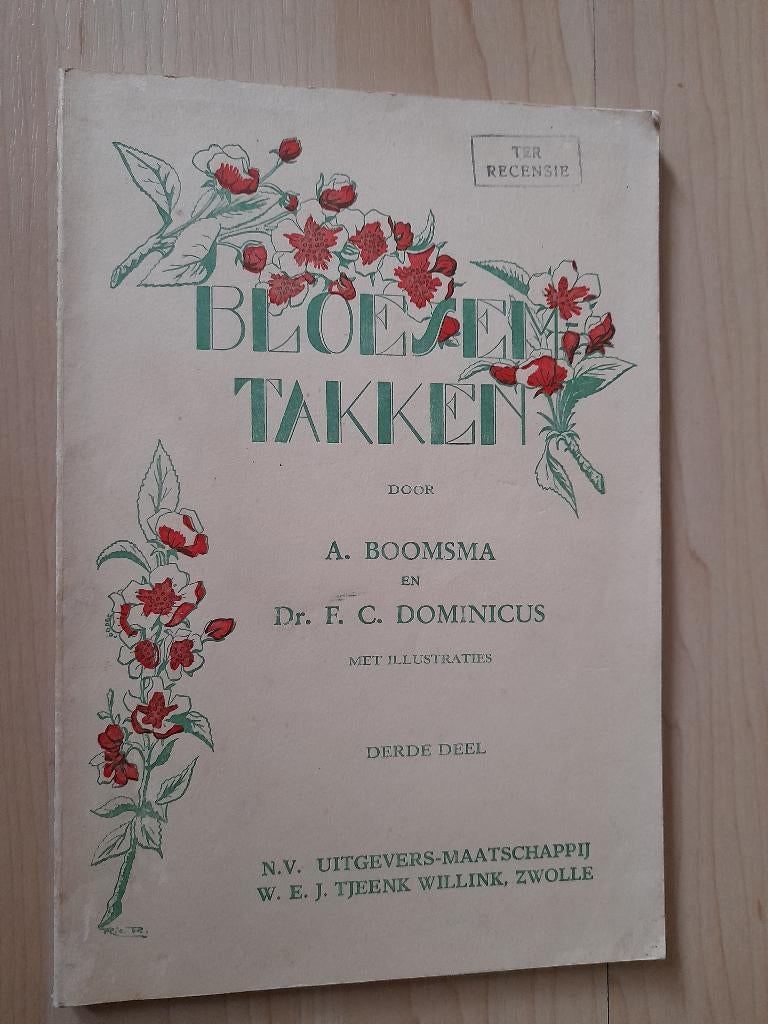 TER
RECENSIE
BLOESEM-
TAKKEN
DOOR
A. BOOMSMA
EN
Dr. F. C. DOMINICUS
MET ILLUSTRATIES
DERDE DEEL
N.V. UITGEVERS-MAATSCHAPPIJ
W. E. J. TJEENK WILLINK, ZWOLLE